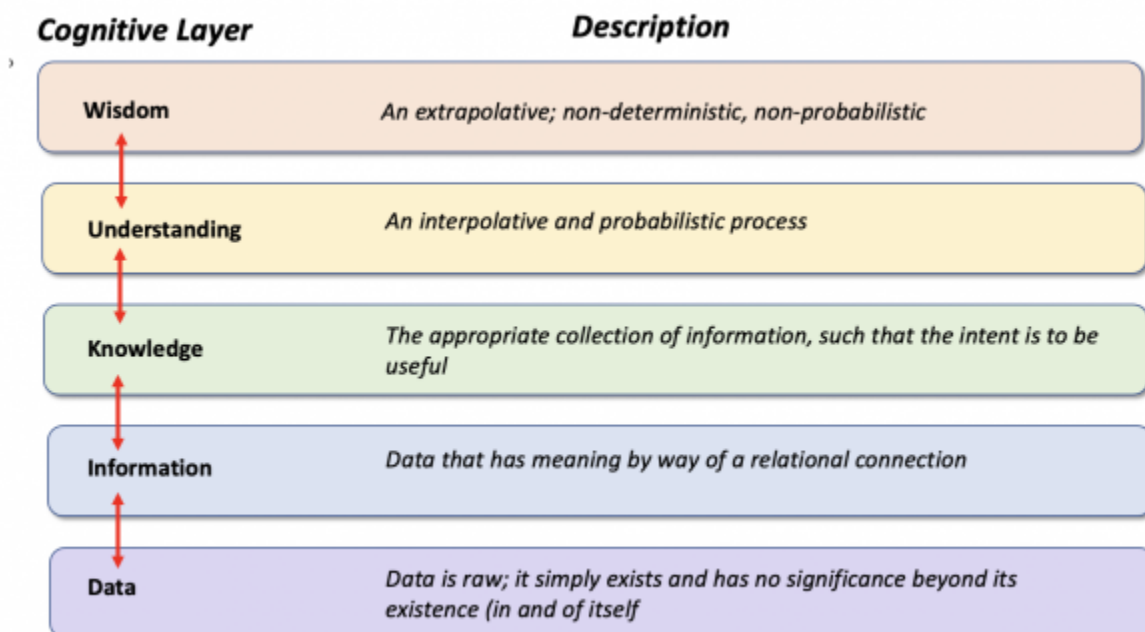 Cognitive Layer Description
Wisdom An extrapolative; non-deterministic, non-probabilistic
Understanding An interpolative and probabilistic process
Knowledge The appropriate collection of information, such that the intent is to be
useful
Information Data that has meaning by way of a relational connection
Data Data is raw; it simply exists and has no significance beyond its
existence (in and of itself